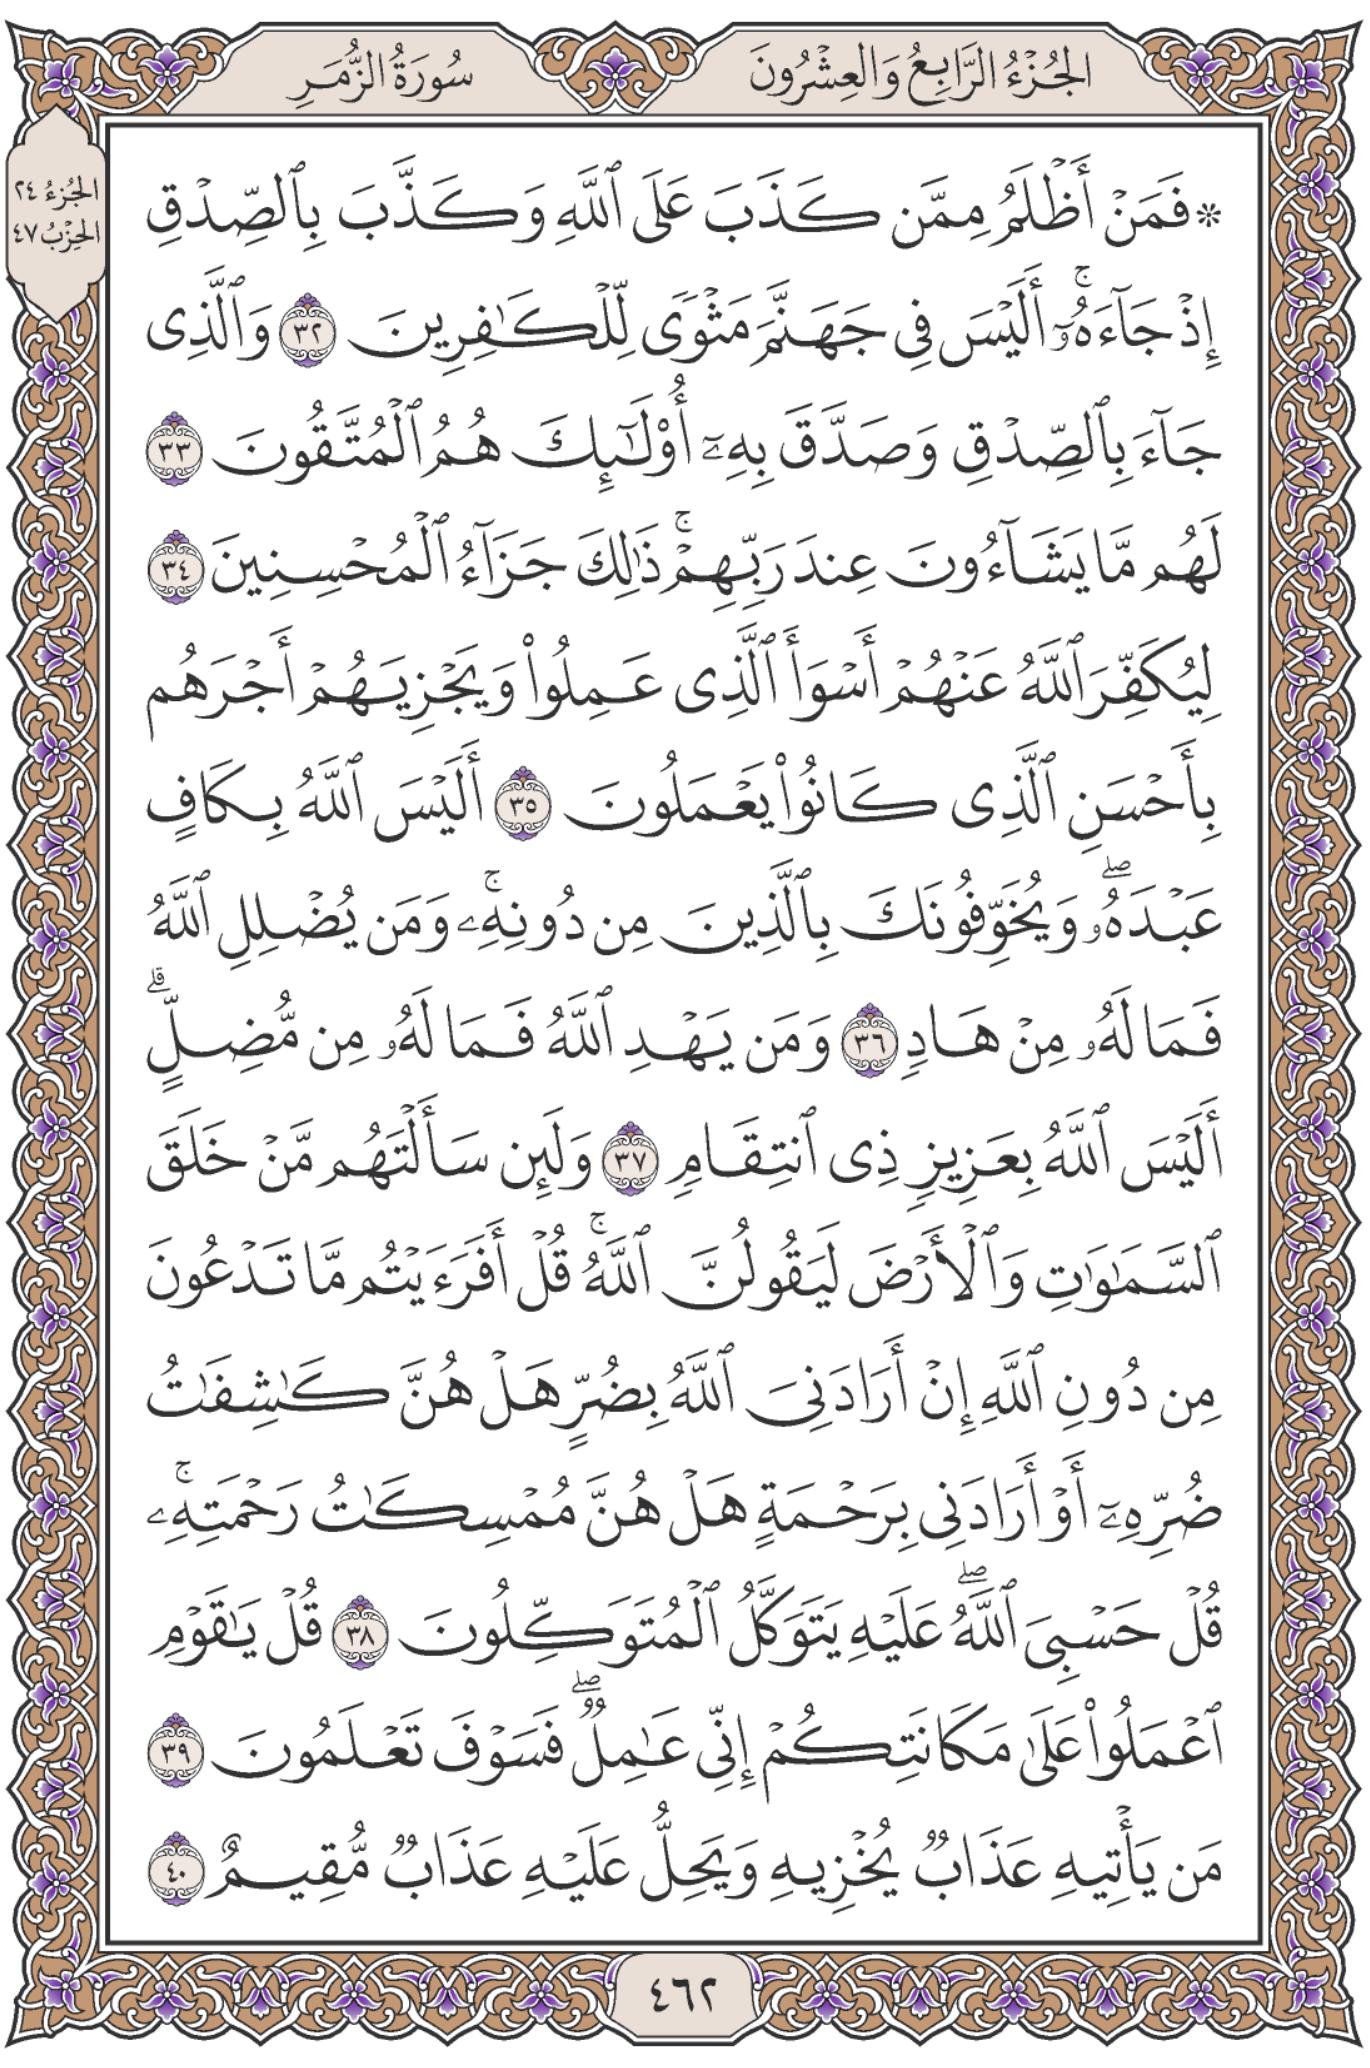 الجُزْءُ الرَّابِعُ وَالعِشْرُونَ
سُورَةُ الزُّمَرِ
الجُزءُ ٢٤
الحِزْبُ ٤٧
۞ فَمَنْ أَظْلَمُ مِمَّن كَذَبَ عَلَى ٱللَّهِ وَكَذَّبَ بِٱلصِّدْقِ
إِذْ جَآءَهُۥٓۚ أَلَيْسَ فِى جَهَنَّمَ مَثْوًى لِّلْكَـٰفِرِينَ ٣٢ وَٱلَّذِى
جَآءَ بِٱلصِّدْقِ وَصَدَّقَ بِهِۦٓ أُو۟لَـٰٓئِكَ هُمُ ٱلْمُتَّقُونَ ٣٣
لَهُم مَّا يَشَآءُونَ عِندَ رَبِّهِمْۚ ذَٰلِكَ جَزَآءُ ٱلْمُحْسِنِينَ ٣٤
لِيُكَفِّرَ ٱللَّهُ عَنْهُمْ أَسْوَأَ ٱلَّذِى عَمِلُوا۟ وَيَجْزِيَهُمْ أَجْرَهُم
بِأَحْسَنِ ٱلَّذِى كَانُوا۟ يَعْمَلُونَ ٣٥ أَلَيْسَ ٱللَّهُ بِكَافٍ
عَبْدَهُۥۖ وَيُخَوِّفُونَكَ بِٱلَّذِينَ مِن دُونِهِۦۚ وَمَن يُضْلِلِ ٱللَّهُ
فَمَا لَهُۥ مِنْ هَادٍ ٣٦ وَمَن يَهْدِ ٱللَّهُ فَمَا لَهُۥ مِن مُّضِلٍّۗ
أَلَيْسَ ٱللَّهُ بِعَزِيزٍ ذِى ٱنتِقَامٍ ٣٧ وَلَئِن سَأَلْتَهُم مَّنْ خَلَقَ
ٱلسَّمَـٰوَٰتِ وَٱلْأَرْضَ لَيَقُولُنَّ ٱللَّهُۚ قُلْ أَفَرَءَيْتُم مَّا تَدْعُونَ
مِن دُونِ ٱللَّهِ إِنْ أَرَادَنِىَ ٱللَّهُ بِضُرٍّ هَلْ هُنَّ كَـٰشِفَـٰتُ
ضُرِّهِۦٓ أَوْ أَرَادَنِى بِرَحْمَةٍ هَلْ هُنَّ مُمْسِكَـٰتُ رَحْمَتِهِۦۚ
قُلْ حَسْبِىَ ٱللَّهُۖ عَلَيْهِ يَتَوَكَّلُ ٱلْمُتَوَكِّلُونَ ٣٨ قُلْ يَـٰقَوْمِ
ٱعْمَلُوا۟ عَلَىٰ مَكَانَتِكُمْ إِنِّى عَـٰمِلٌۖ فَسَوْفَ تَعْلَمُونَ ٣٩
مَن يَأْتِيهِ عَذَابٌ يُخْزِيهِ وَيَحِلُّ عَلَيْهِ عَذَابٌ مُّقِيمٌ ٤٠
٤٦٢